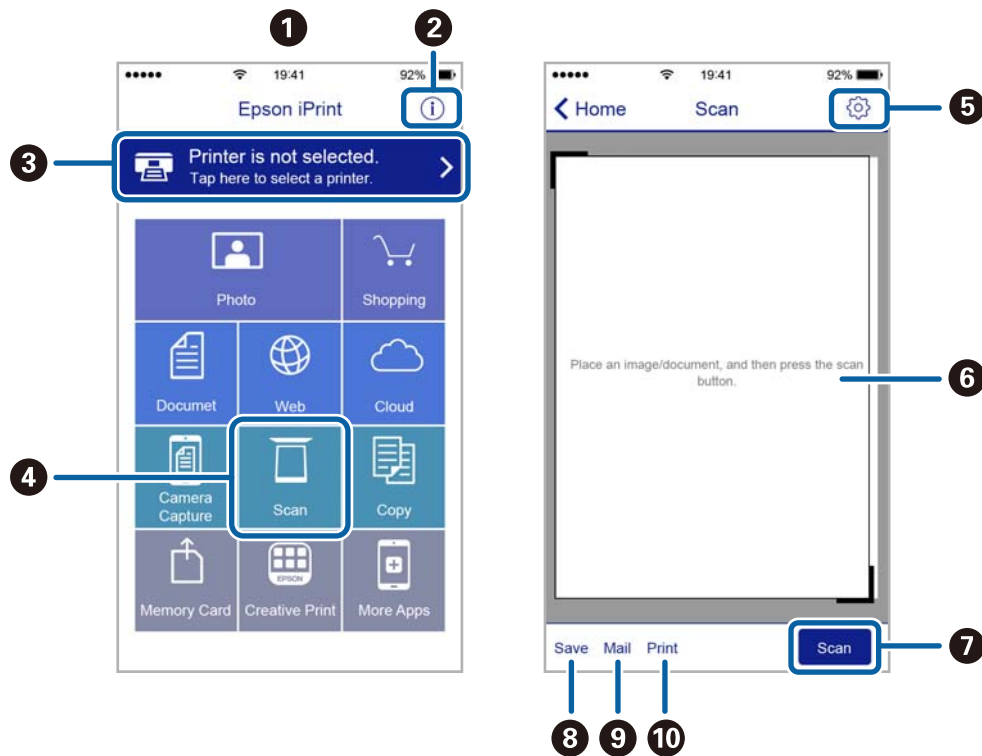 1 2
19:41 92%
Epson iPrint i
3 Printer is not selected.
Tap here to select a printer.
Photo Shopping
Documet Web Cloud
4
Camera
Capture Scan Copy
EPSON
Memory Card Creative Print More Apps
19:41 92%
Home Scan 5
Place an image/document, and then press the scan
button.
6
Save Mail Print Scan 7
8 9 10